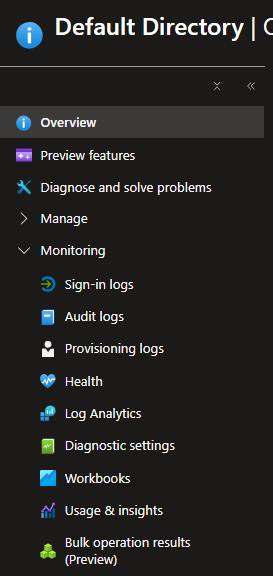 Default Directory |
Overview
Preview features
Diagnose and solve problems
Manage
Monitoring
Sign-in logs
Audit logs
Provisioning logs
Health
Log Analytics
Diagnostic settings
Workbooks
Usage & insights
Bulk operation results
(Preview)